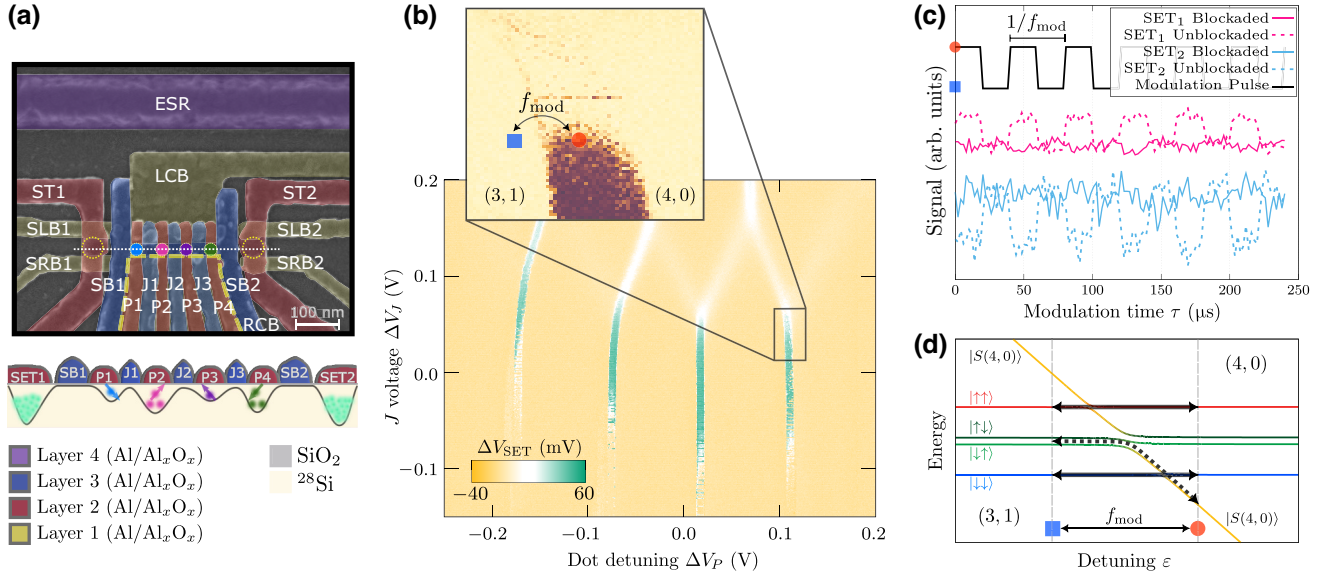 (a)
ESR
LCB
ST1
ST2
SLB1
SLB2
SRB1
SRB2
SB1
J1
J2
J3
SB2
P1
P2
P3
P4
RCB
100 nm
SET1
SB1
P1
J1
P2
J2
P3
J3
P4
SB2
SET2
Layer 4 (Al/AlₓOₓ)
Layer 3 (Al/AlₓOₓ)
Layer 2 (Al/AlₓOₓ)
Layer 1 (Al/AlₓOₓ)
SiO₂
²⁸Si
(b)
f_mod
(3, 1)
(4, 0)
0.2
0.1
0.0
−0.1
J voltage ΔV_J (V)
ΔV_SET (mV)
−40
60
−0.2
−0.1
0.0
0.1
0.2
Dot detuning ΔV_P (V)
(c)
1/f_mod
SET₁ Blockaded
SET₁ Unblockaded
SET₂ Blockaded
SET₂ Unblockaded
Modulation Pulse
Signal (arb. units)
0
50
100
150
200
250
Modulation time τ (μs)
(d)
|S(4,0)⟩
(4, 0)
|↑↑⟩
|↑↓⟩
|↓↑⟩
|↓↓⟩
Energy
(3, 1)
f_mod
|S(4,0)⟩
Detuning ε